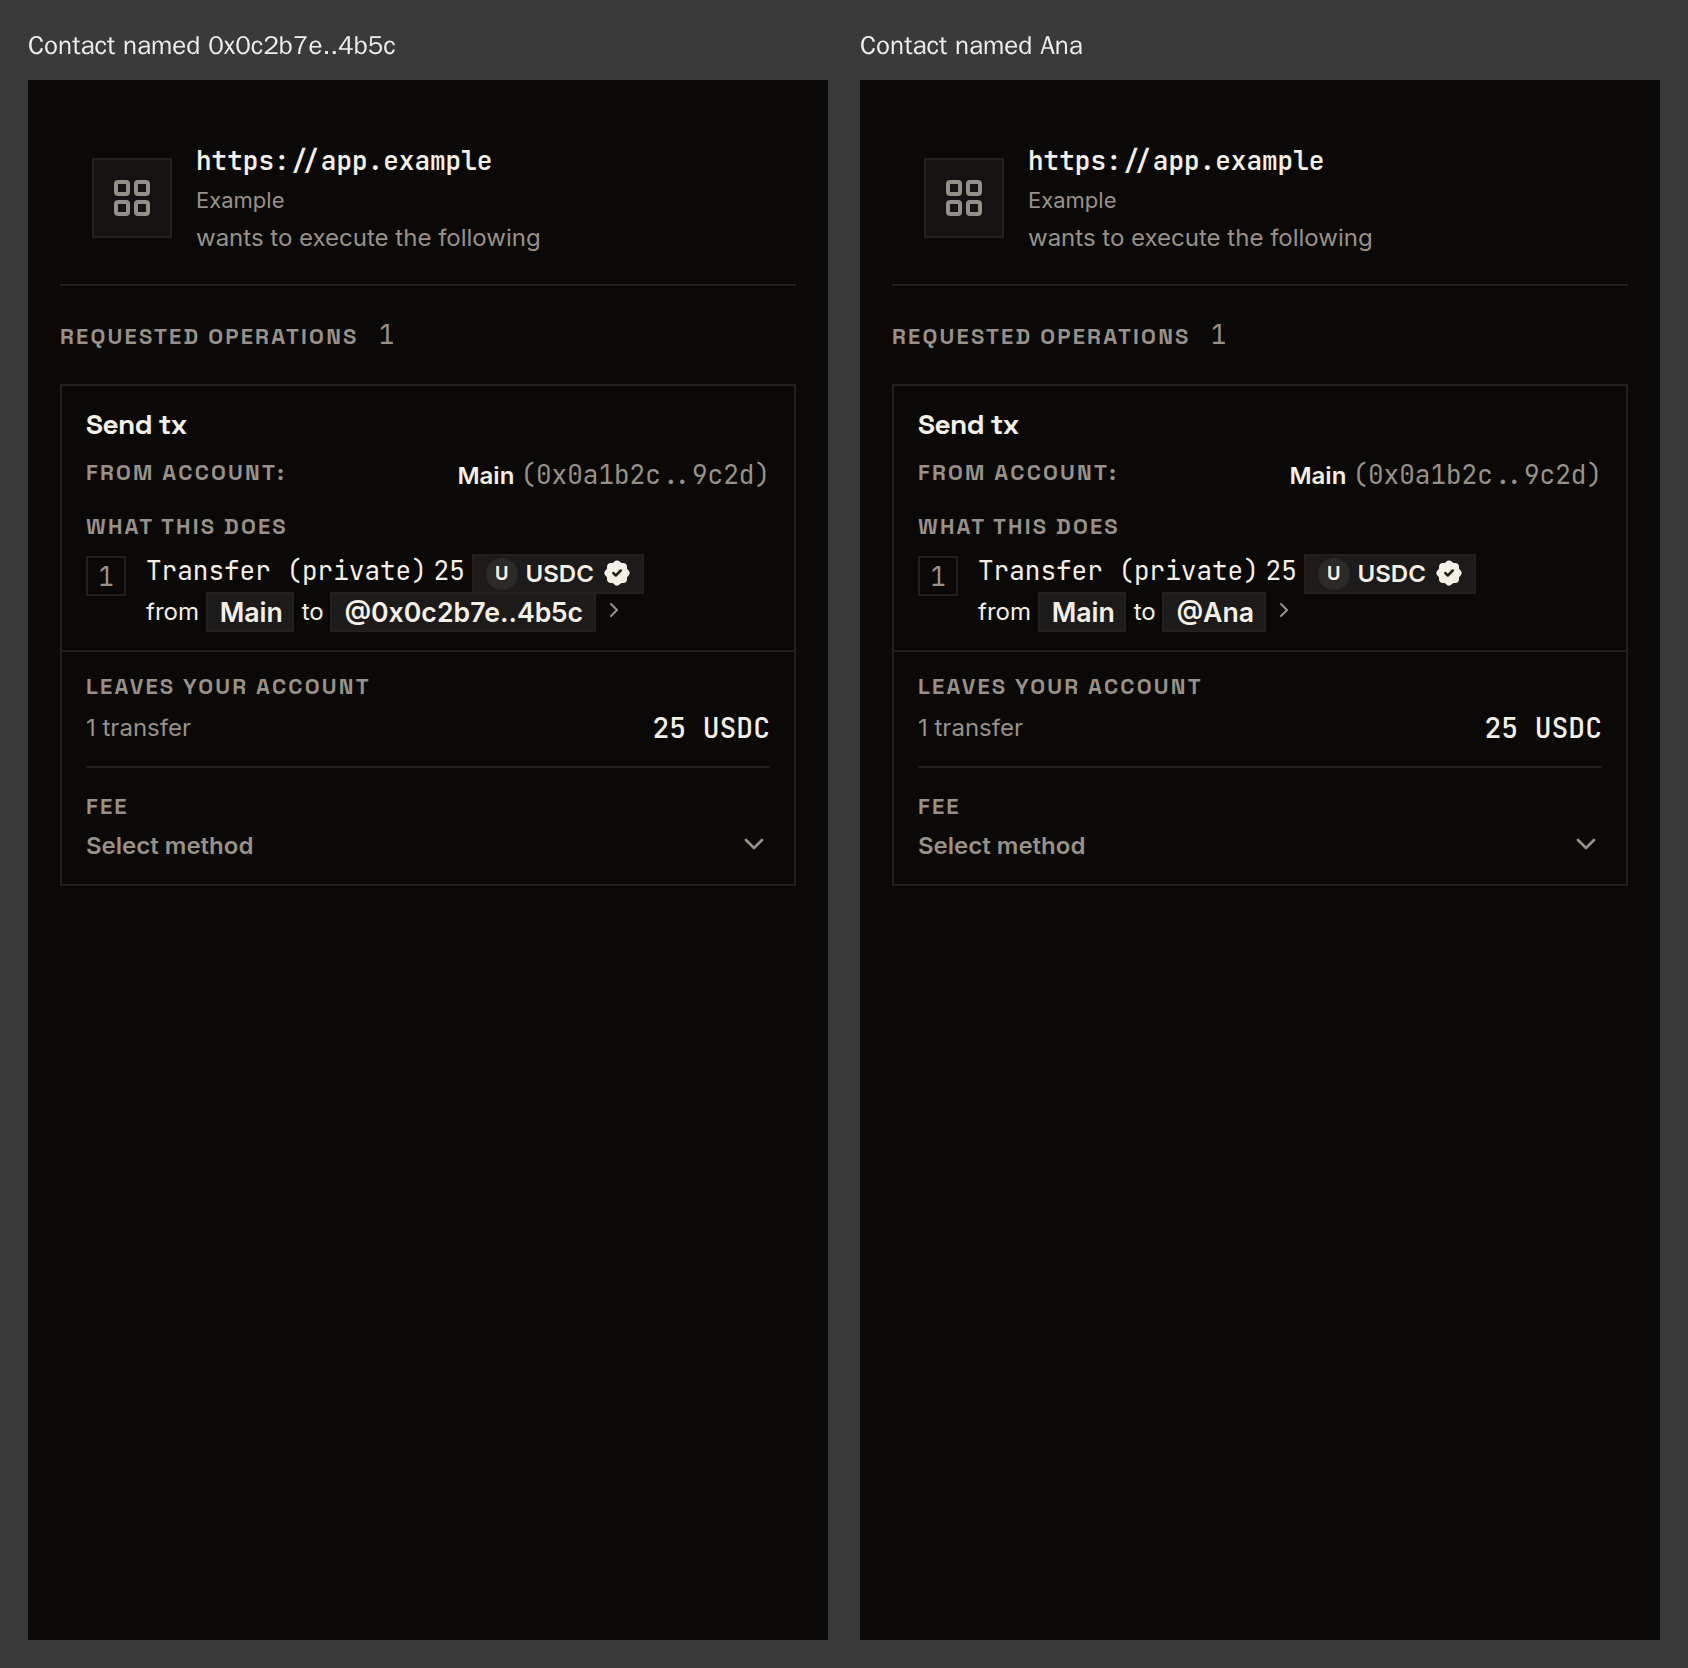 Contact named 0x0c2b7e..4b5c
https://app.example
Example
wants to execute the following
REQUESTED OPERATIONS 1
Send tx
FROM ACCOUNT: Main (0x0a1b2c..9c2d)
WHAT THIS DOES
1 Transfer (private) 25 U USDC
from Main to @0x0c2b7e..4b5c
LEAVES YOUR ACCOUNT
1 transfer 25 USDC
FEE
Select method
Contact named Ana
https://app.example
Example
wants to execute the following
REQUESTED OPERATIONS 1
Send tx
FROM ACCOUNT: Main (0x0a1b2c..9c2d)
WHAT THIS DOES
1 Transfer (private) 25 U USDC
from Main to @Ana
LEAVES YOUR ACCOUNT
1 transfer 25 USDC
FEE
Select method